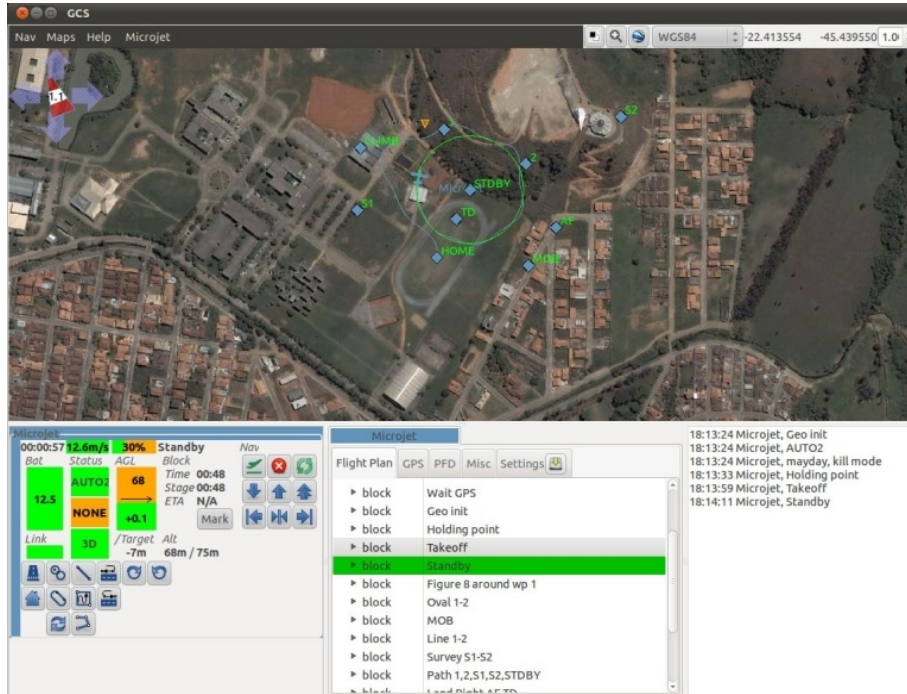 GCS
Nav Maps Help Microjet
WGS84 -22.413554 -45.439550
CLIMB
1
S2
2
STDBY
S1
TD
AF
HOME
MOB
Microjet
00:00:57 12.6m/s 30% Standby Nav
Bat Status AGL Block
Time 00:48
AUTO2 68 Stage 00:48
12.5 ETA N/A
NONE +0.1 Mark
Link /Target Alt
3D -7m 68m / 75m
Microjet
Flight Plan GPS PFD Misc Settings
block Wait GPS
block Geo init
block Holding point
block Takeoff
block Standby
block Figure 8 around wp 1
block Oval 1-2
block MOB
block Line 1-2
block Survey S1-S2
block Path 1,2,S1,S2,STDBY
block Land Right AF-TD
18:13:24 Microjet, Geo init
18:13:24 Microjet, AUTO2
18:13:24 Microjet, mayday, kill mode
18:13:33 Microjet, Holding point
18:13:59 Microjet, Takeoff
18:14:11 Microjet, Standby